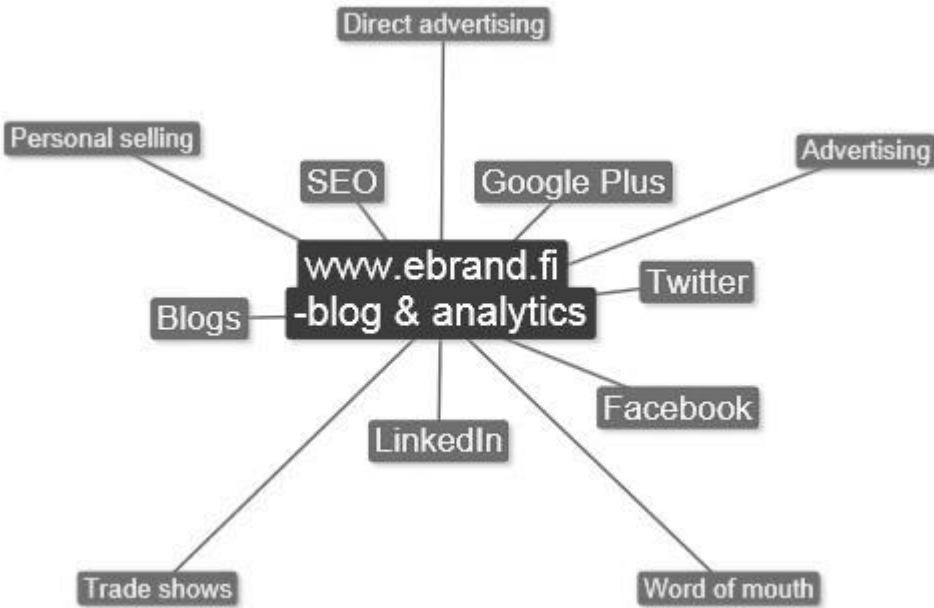 Direct advertising
Personal selling
Advertising
SEO
Google Plus
www.ebrand.fi
-blog & analytics
Twitter
Blogs
Facebook
LinkedIn
Trade shows
Word of mouth